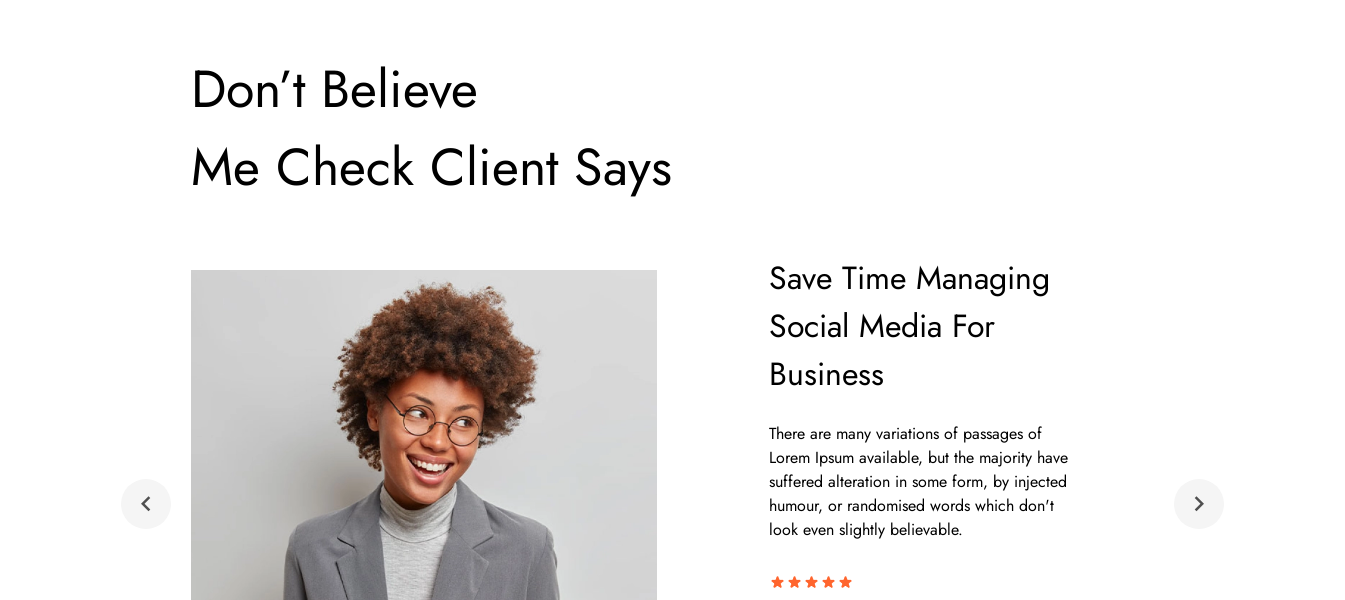 Don’t Believe
Me Check Client Says
Save Time Managing
Social Media For
Business
There are many variations of passages of
Lorem Ipsum available, but the majority have
suffered alteration in some form, by injected
humour, or randomised words which don't
look even slightly believable.